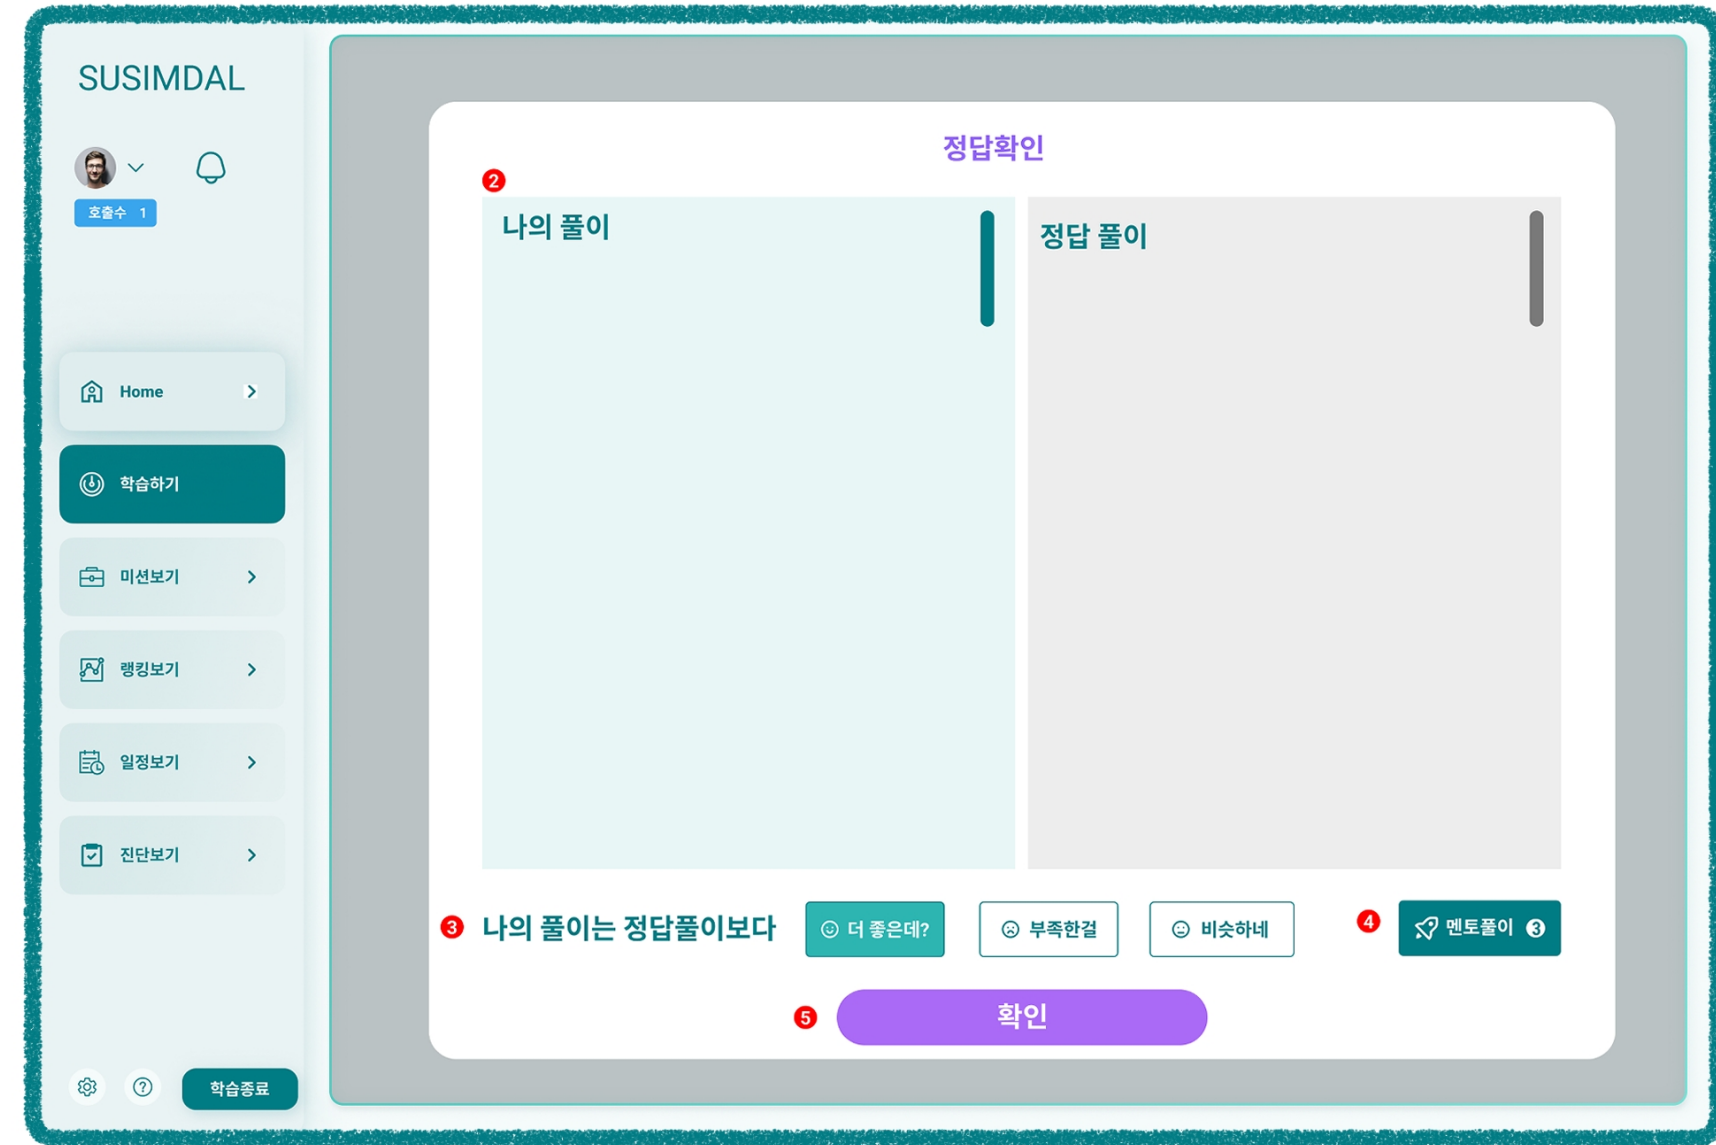 SUSIMDAL
호출수 1
Home
학습하기
미션보기
랭킹보기
일정보기
진단보기
학습종료
정답확인
2
나의 풀이
정답 풀이
3 나의 풀이는 정답풀이보다 더 좋은데? 부족한걸 비슷하네 4 멘토풀이 3
5 확인